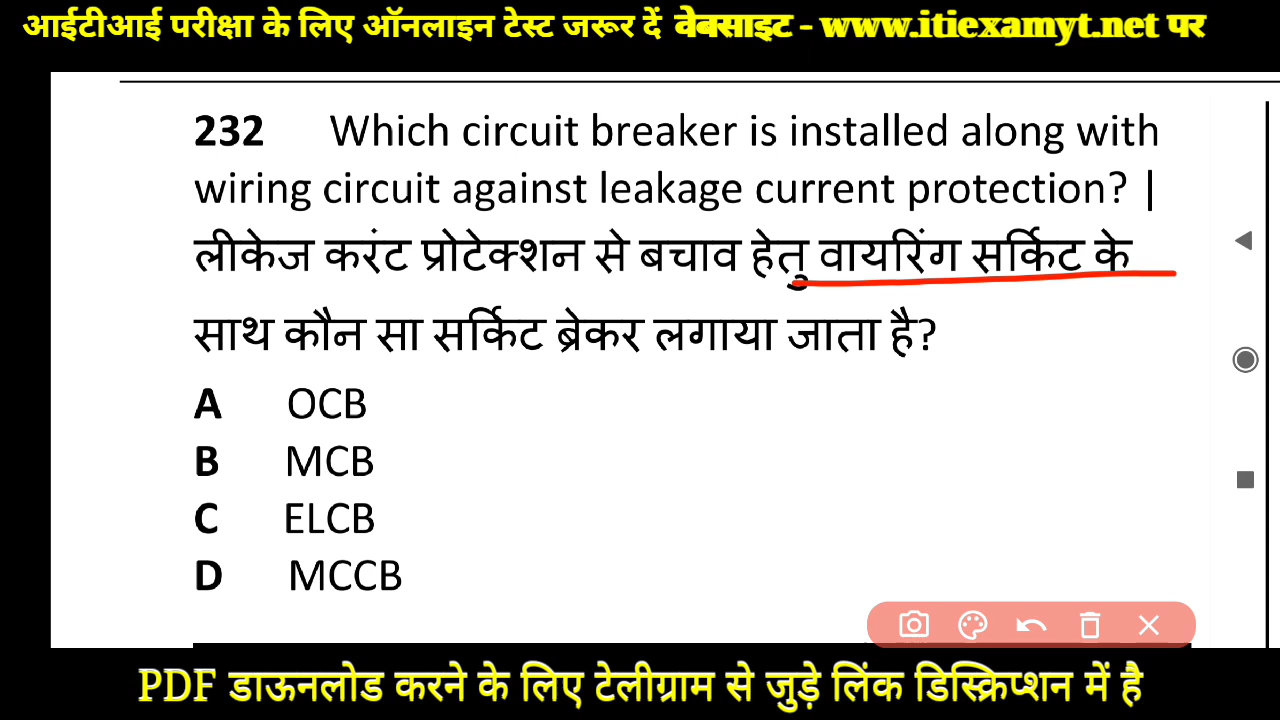 आईटीआई परीक्षा के लिए ऑनलाइन टेस्ट जरूर दें वेबसाइट - www.itiexamyt.net पर
232 Which circuit breaker is installed along with
wiring circuit against leakage current protection? |
लीकेज करंट प्रोटेक्शन से बचाव हेतु वायरिंग सर्किट के
साथ कौन सा सर्किट ब्रेकर लगाया जाता है?
A OCB
B MCB
C ELCB
D MCCB
PDF डाऊनलोड करने के लिए टेलीग्राम से जुड़े लिंक डिस्क्रिप्शन में है